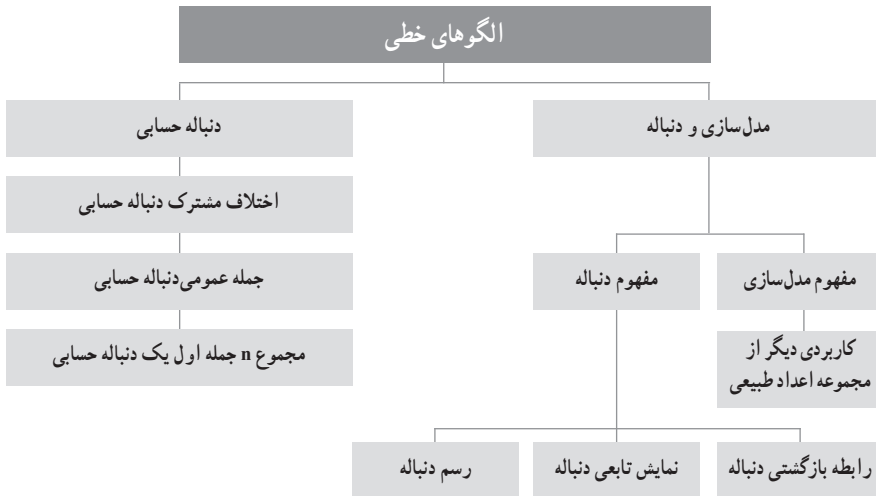 الگوهای خطی
مدل‌سازی و دنباله
دنباله حسابی
اختلاف مشترک دنباله حسابی
مفهوم مدل‌سازی
مفهوم دنباله
جمله عمومی دنباله حسابی
کاربردی دیگر از
مجموعه اعداد طبیعی
مجموع n جمله اول یک دنباله حسابی
رابطه بازگشتی دنباله
نمایش تابعی دنباله
رسم دنباله